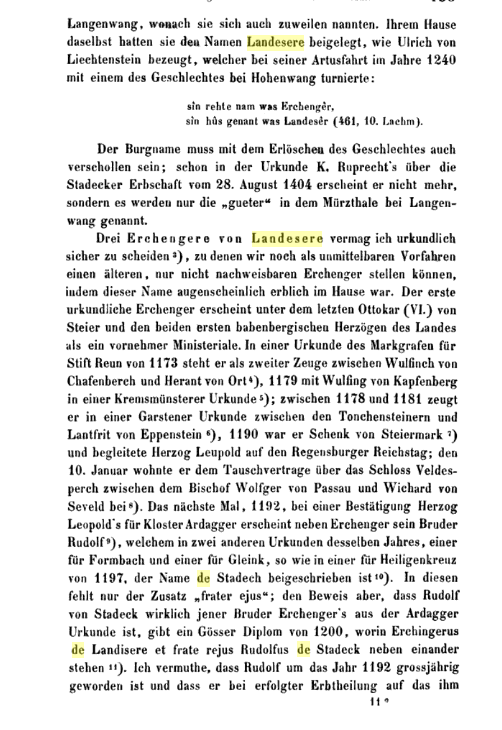 Langenwang, wonach sie sich auch zuweilen nannten. Ihrem Hause
daselbst hatten sie den Namen Landesere beigelegt, wie Ulrich von
Liechtenstein bezeugt, welcher bei seiner Artusfahrt im Jahre 1240
mit einem des Geschlechtes bei Hohenwang turnierte:
sîn rehte nam was Erchengêr,
sîn hûs genant was Landesêr (461, 10. Lachm).
Der Burgname muss mit dem Erlöschen des Geschlechtes auch
verschollen sein; schon in der Urkunde K. Ruprecht's über die
Stadecker Erbschaft vom 28. August 1404 erscheint er nicht mehr,
sondern es werden nur die „gueter“ in dem Mürzthale bei Langen-
wang genannt.
Drei Erchengere von Landesere vermag ich urkundlich
sicher zu scheiden ³), zu denen wir noch als unmittelbaren Vorfahren
einen älteren, nur nicht nachweisbaren Erchenger stellen können,
indem dieser Name augenscheinlich erblich im Hause war. Der erste
urkundliche Erchenger erscheint unter dem letzten Ottokar (VI.) von
Steier und den beiden ersten babenbergischen Herzögen des Landes
als ein vornehmer Ministeriale. In einer Urkunde des Markgrafen für
Stift Reun von 1173 steht er als zweiter Zeuge zwischen Wulfinch von
Chafenberch und Herant von Ort ⁴), 1179 mit Wulfing von Kapfenberg
in einer Kremsmünsterer Urkunde ⁵); zwischen 1178 und 1181 zeugt
er in einer Garstener Urkunde zwischen den Tonchensteinern und
Lantfrit von Eppenstein ⁶), 1190 war er Schenk von Steiermark ⁷)
und begleitete Herzog Leupold auf den Regensburger Reichstag; den
10. Januar wohnte er dem Tauschvertrage über das Schloss Veldes-
perch zwischen dem Bischof Wolfger von Passau und Wichard von
Seveld bei ⁸). Das nächste Mal, 1192, bei einer Bestätigung Herzog
Leopold's für Kloster Ardagger erscheint neben Erchenger sein Bruder
Rudolf ⁹), welchem in zwei anderen Urkunden desselben Jahres, einer
für Formbach und einer für Gleink, so wie in einer für Heiligenkreuz
von 1197, der Name de Stadech beigeschrieben ist ¹⁰). In diesen
fehlt nur der Zusatz „frater ejus“; den Beweis aber, dass Rudolf
von Stadeck wirklich jener Bruder Erchenger's aus der Ardagger
Urkunde ist, gibt ein Gösser Diplom von 1200, worin Erchingerus
de Landisere et frate rejus Rudolfus de Stadeck neben einander
stehen ¹¹). Ich vermuthe, dass Rudolf um das Jahr 1192 grossjährig
geworden ist und dass er bei erfolgter Erbtheilung auf das ihm